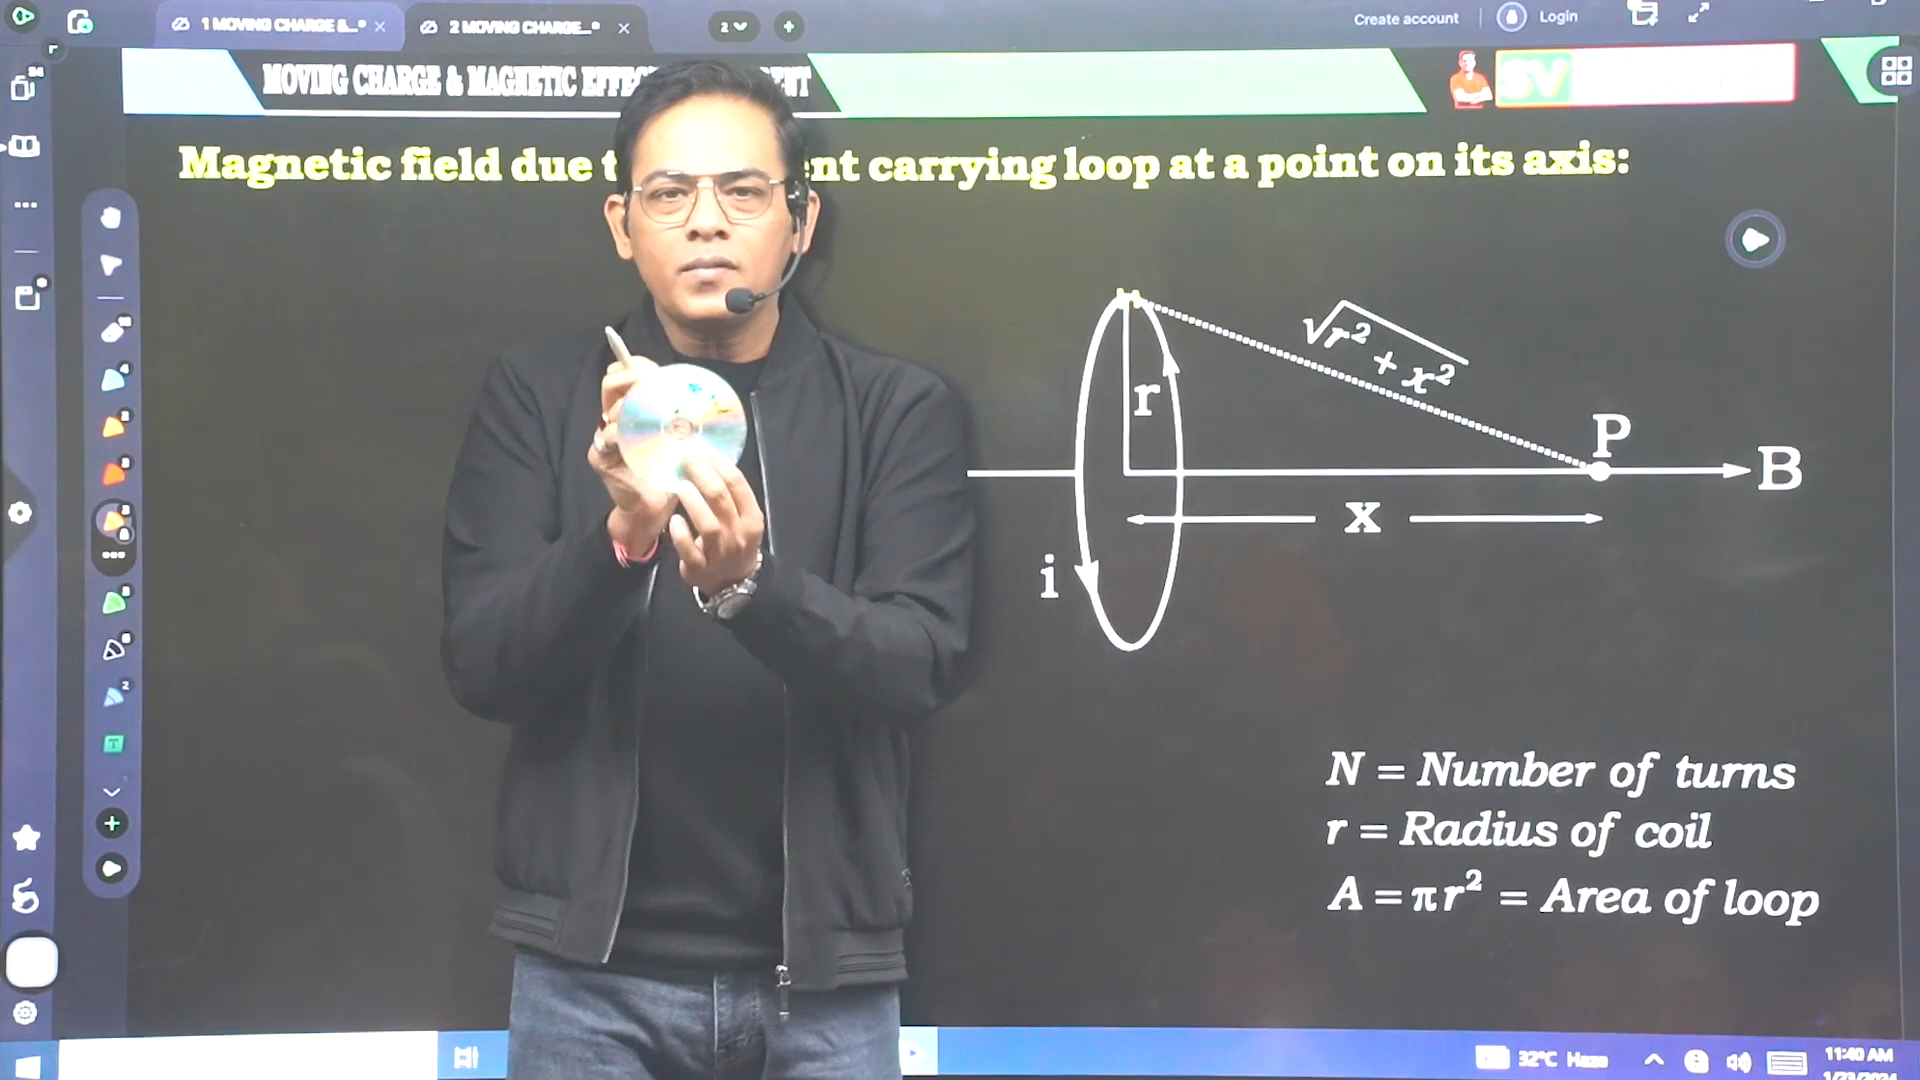 1 MOVING CHARGE &...*
2 MOVING CHARGE...*
2
Create account
Login
MOVING CHARGE & MAGNETIC
SV
Magnetic field due carrying loop at a point on its axis:
√r² + x²
r
P
B
x
i
N = Number of turns
r = Radius of coil
A = πr² = Area of loop
32°C Haze
11:40 AM